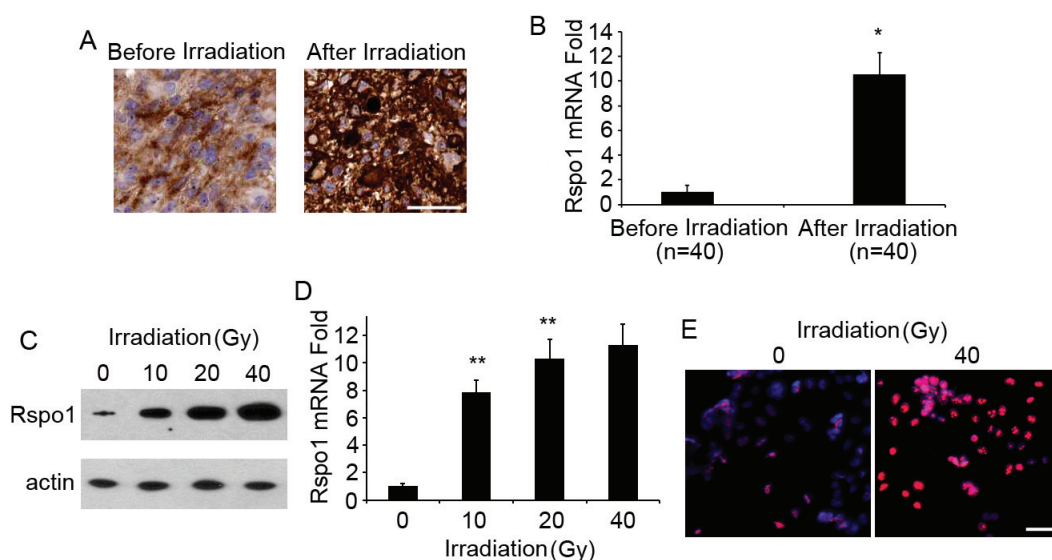 A
Before Irradiation After Irradiation
B
Rspo1 mRNA Fold
14
12
10
8
6
4
2
0
*
Before Irradiation After Irradiation
(n=40) (n=40)
C
Irradiation (Gy)
0 10 20 40
Rspo1
actin
D
Rspo1 mRNA Fold
12
10
8
6
4
2
0
** **
0 10 20 40
Irradiation (Gy)
E
Irradiation (Gy)
0 40